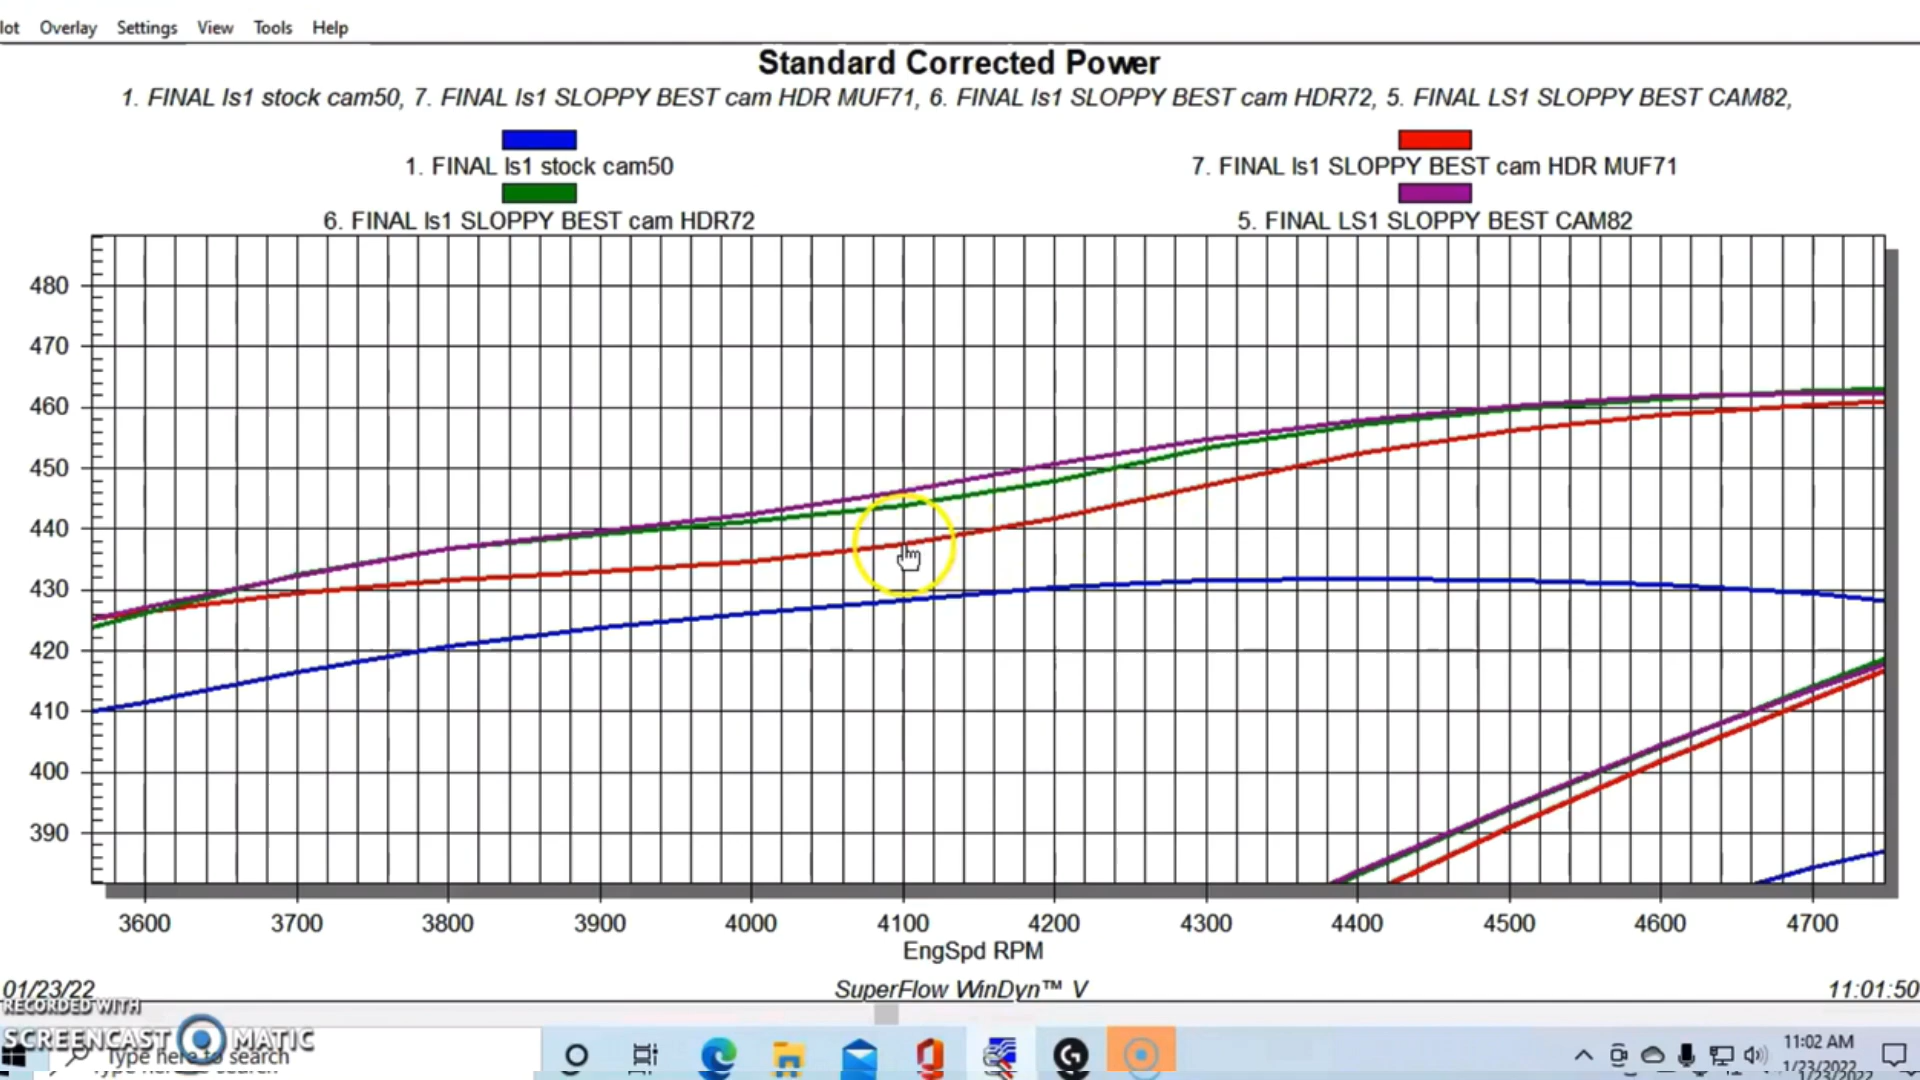 lot Overlay Settings View Tools Help
Standard Corrected Power
1. FINAL ls1 stock cam50, 7. FINAL ls1 SLOPPY BEST cam HDR MUF71, 6. FINAL ls1 SLOPPY BEST cam HDR72, 5. FINAL LS1 SLOPPY BEST CAM82,
1. FINAL ls1 stock cam50
7. FINAL ls1 SLOPPY BEST cam HDR MUF71
6. FINAL ls1 SLOPPY BEST cam HDR72
5. FINAL LS1 SLOPPY BEST CAM82
480
470
460
450
440
430
420
410
400
390
3600 3700 3800 3900 4000 4100 4200 4300 4400 4500 4600 4700
EngSpd RPM
01/23/22 SuperFlow WinDyn™ V 11:01:50
RECORDED WITH
SCREENCAST MATIC
Type here to search
11:02 AM
1/23/2022